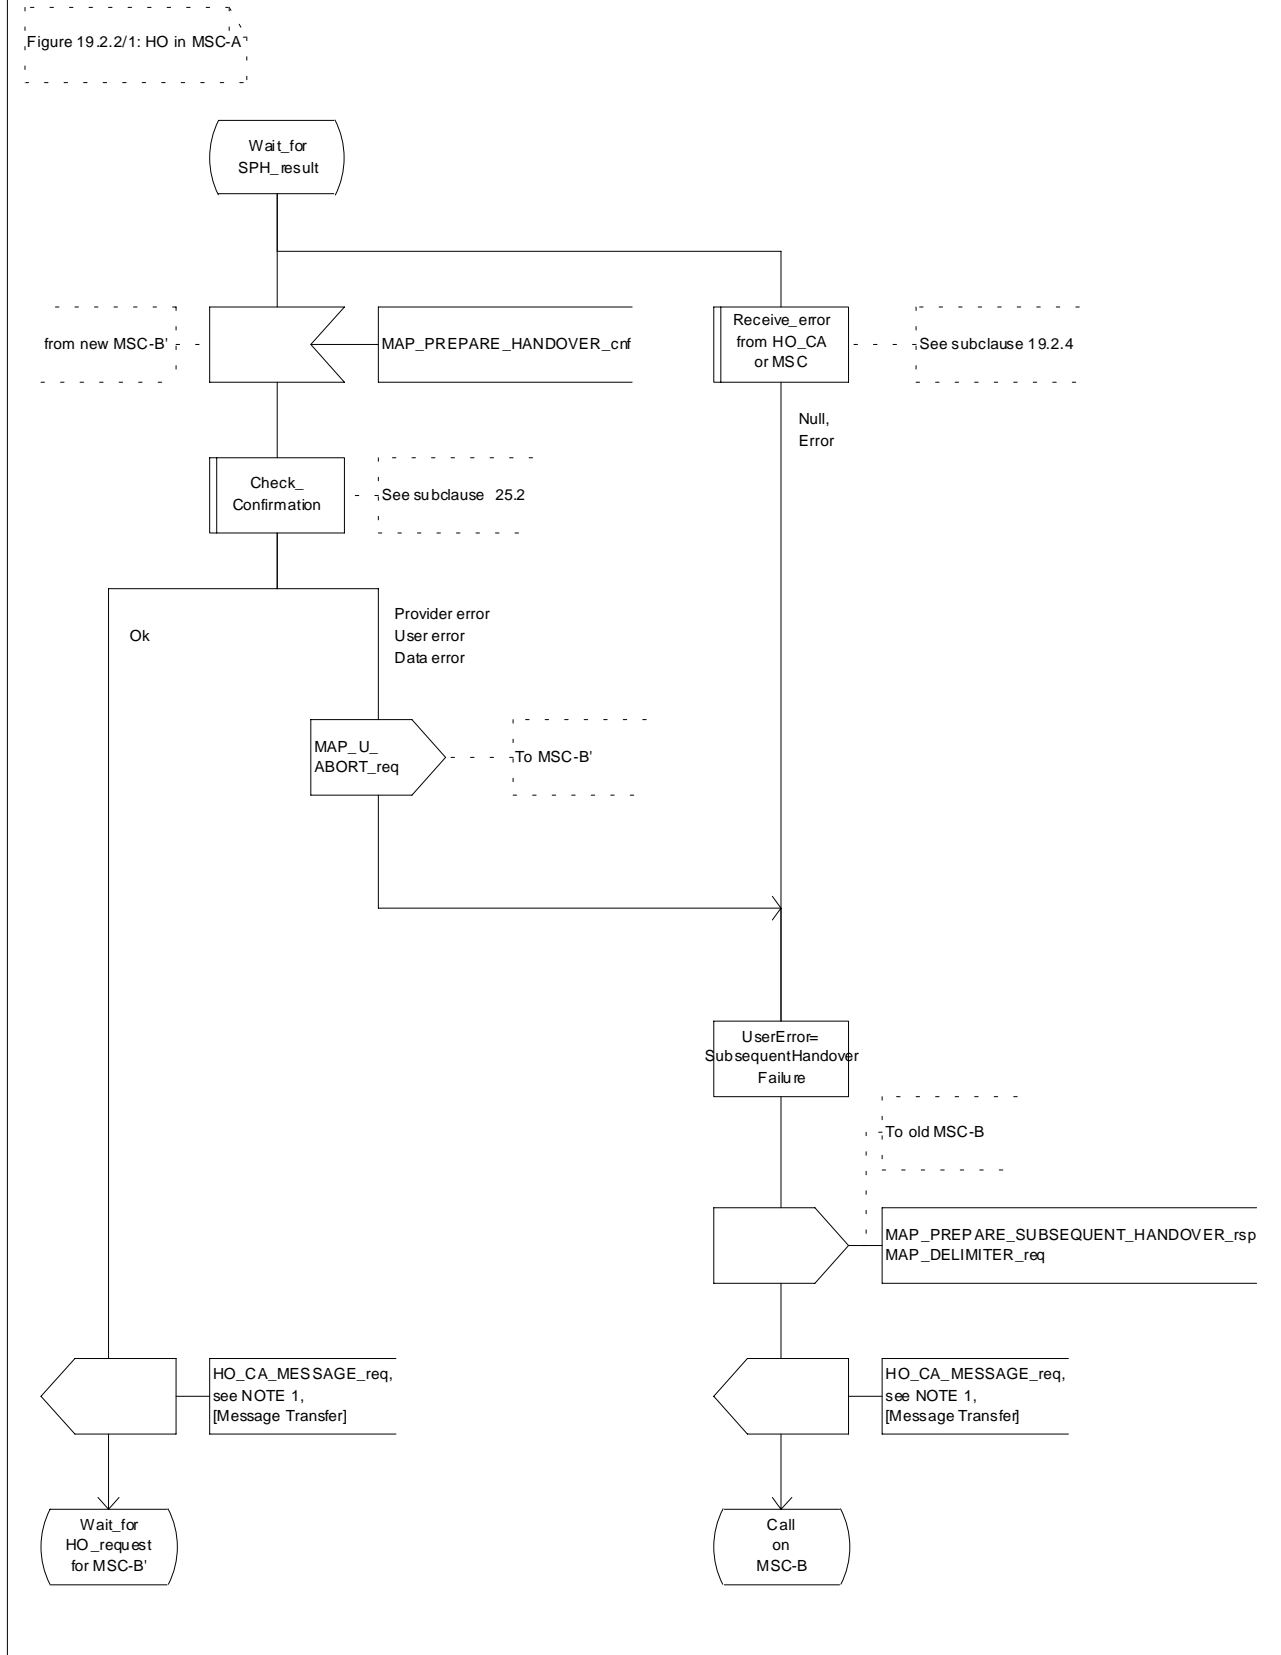 Figure 19.2.2/1: HO in MSC-A
Wait_for
SPH_result
from new MSC-B'
MAP_PREPARE_HANDOVER_cnf
Receive_error
from HO_CA
or MSC
See subclause 19.2.4
Null,
Error
Check_
Confirmation
See subclause 25.2
Ok
Provider error
User error
Data error
MAP_U_
ABORT_req
To MSC-B'
UserError=
SubsequentHandover
Failure
To old MSC-B
MAP_PREPARE_SUBSEQUENT_HANDOVER_rsp
MAP_DELIMITER_req
HO_CA_MESSAGE_req,
see NOTE 1,
[Message Transfer]
HO_CA_MESSAGE_req,
see NOTE 1,
[Message Transfer]
Wait_for
HO_request
for MSC-B'
Call
on
MSC-B